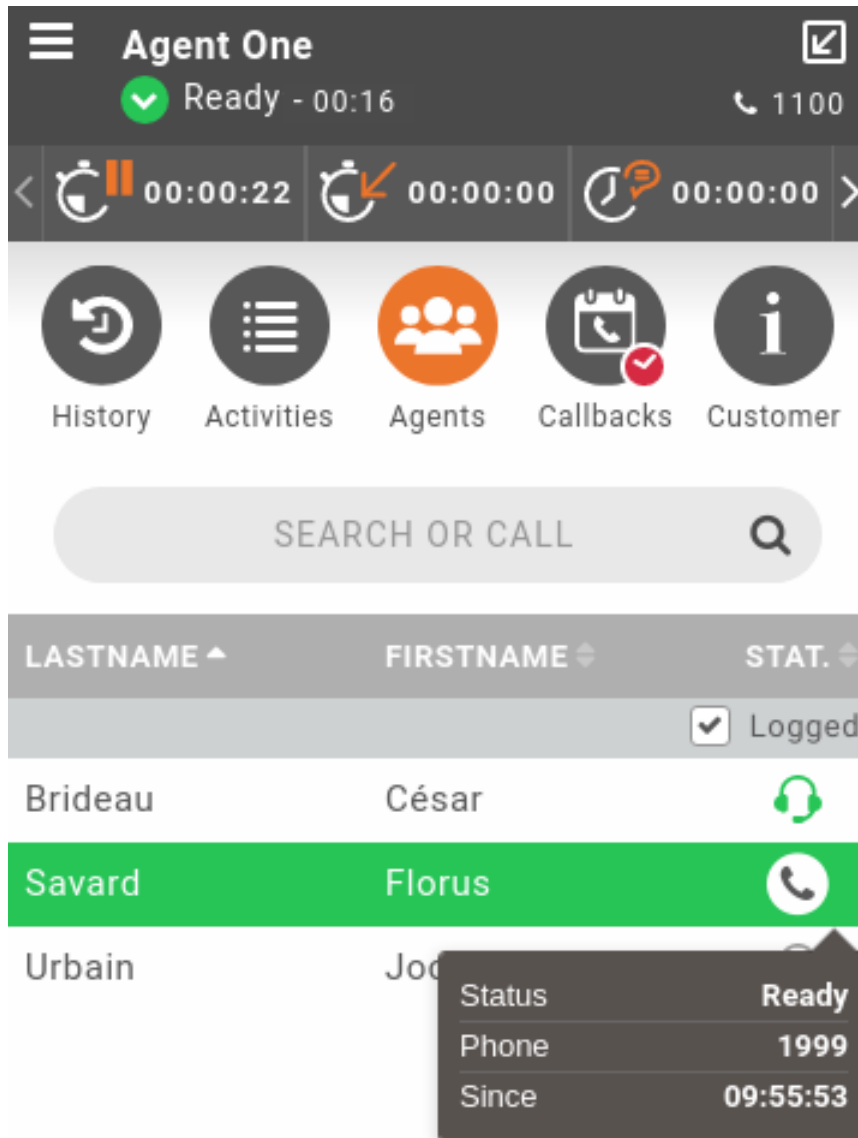 Agent One
Ready - 00:16 1100
00:00:22 00:00:00 00:00:00
History Activities Agents Callbacks Customer
SEARCH OR CALL
LASTNAME FIRSTNAME STAT.
Logged
Brideau César
Savard Florus
Urbain
Status Ready
Phone 1999
Since 09:55:53